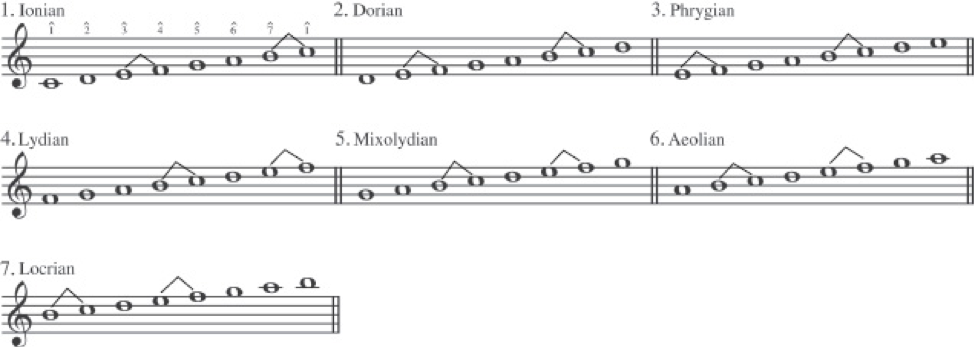 1. Ionian 2. Dorian 3. Phrygian
1̂ 2̂ 3̂ 4̂ 5̂ 6̂ 7̂ 1̂
4. Lydian 5. Mixolydian 6. Aeolian
7. Locrian